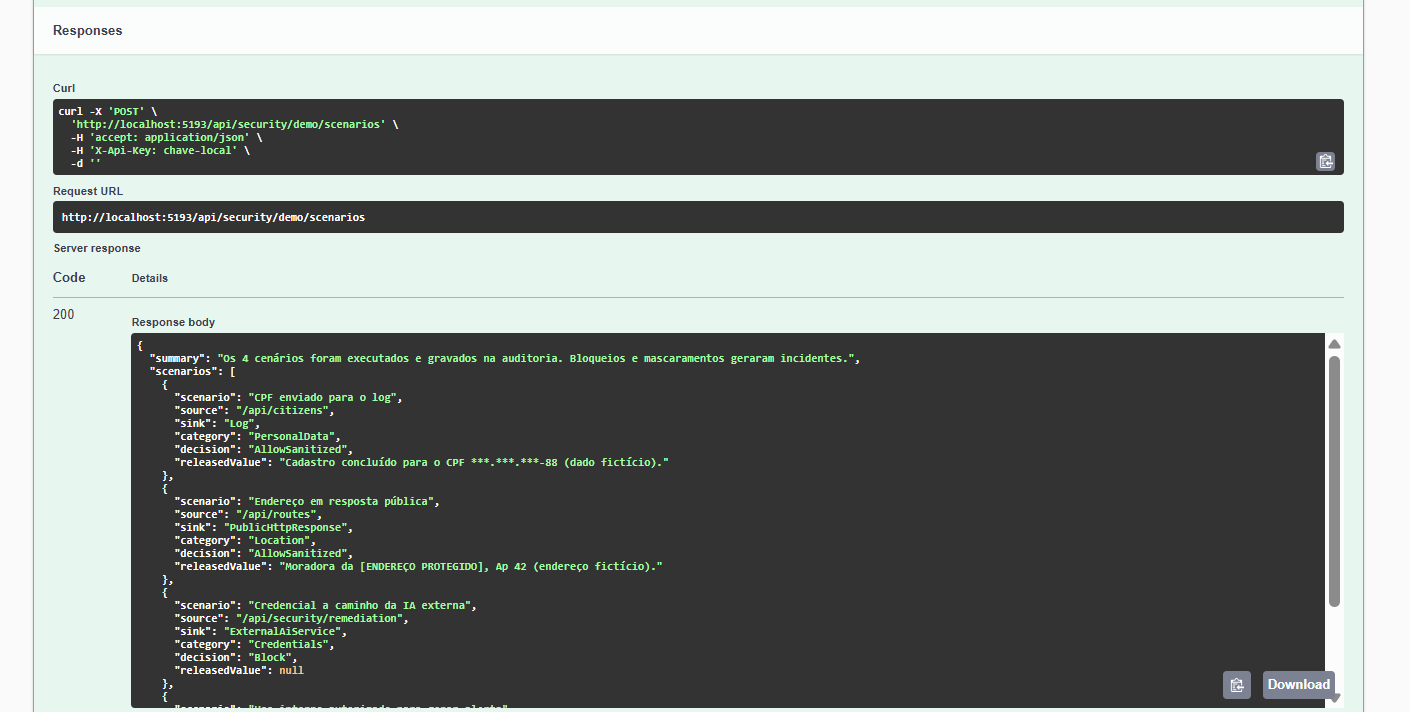 Responses
Curl
curl -X 'POST' \
'http://localhost:5193/api/security/demo/scenarios' \
-H 'accept: application/json' \
-H 'X-Api-Key: chave-local' \
-d ''
Request URL
http://localhost:5193/api/security/demo/scenarios
Server response
Code Details
200
Response body
{
"summary": "Os 4 cenários foram executados e gravados na auditoria. Bloqueios e mascaramentos geraram incidentes.",
"scenarios": [
{
"scenario": "CPF enviado para o log",
"source": "/api/citizens",
"sink": "Log",
"category": "PersonalData",
"decision": "AllowSanitized",
"releasedValue": "Cadastro concluído para o CPF ***.***.***-88 (dado fictício)."
},
{
"scenario": "Endereço em resposta pública",
"source": "/api/routes",
"sink": "PublicHttpResponse",
"category": "Location",
"decision": "AllowSanitized",
"releasedValue": "Moradora da [ENDEREÇO PROTEGIDO], Ap 42 (endereço fictício)."
},
{
"scenario": "Credencial a caminho da IA externa",
"source": "/api/security/remediation",
"sink": "ExternalAiService",
"category": "Credentials",
"decision": "Block",
"releasedValue": null
},
{
Download